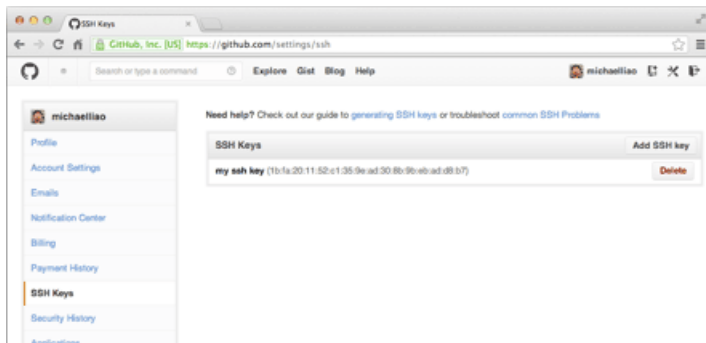 SSH Keys
GitHub, Inc. [US] https://github.com/settings/ssh
Search or type a command Explore Gist Blog Help michaelliao
michaelliao
Need help? Check out our guide to generating SSH keys or troubleshoot common SSH Problems
Profile
SSH Keys Add SSH key
Account Settings
my ssh key (1b:fa:20:11:52:c1:35:9e:ad:30:8b:9b:eb:ad:d8:b7) Delete
Emails
Notification Center
Billing
Payment History
SSH Keys
Security History
Applications